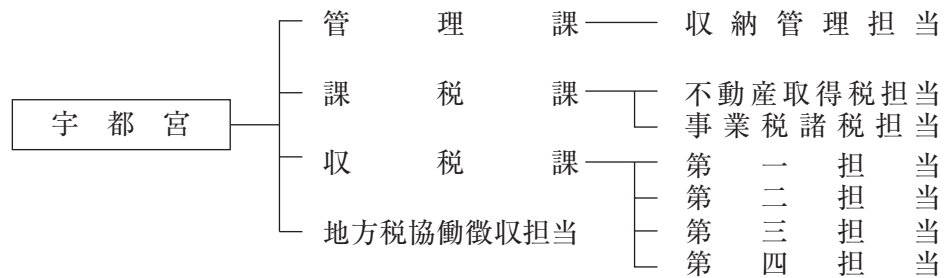 管理課 収納管理担当
課税課 不動産取得税担当
宇都宮 事業税諸税担当
収税課 第一担当
第二担当
地方税協働徴収担当 第三担当
第四担当